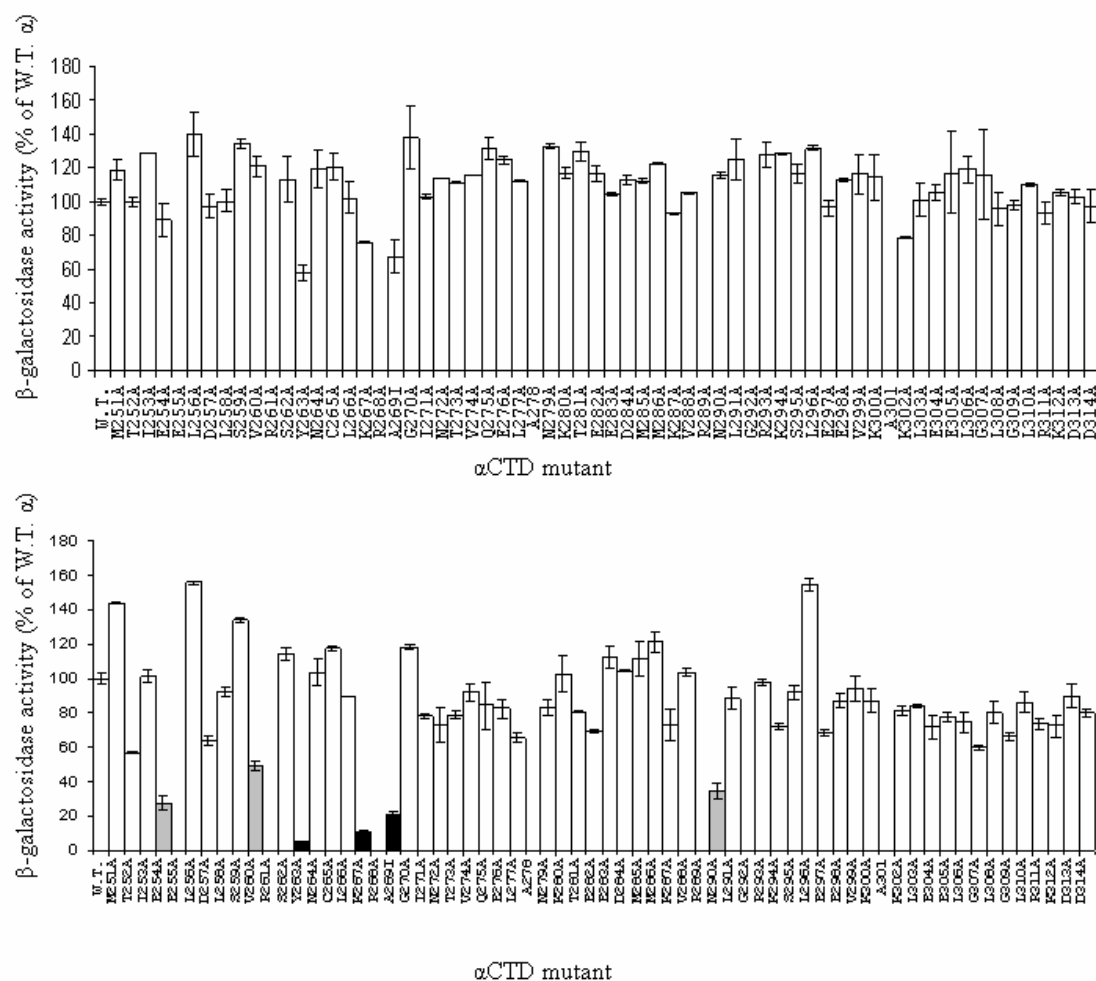 β-galactosidase activity (% of W.T. α)
180
160
140
120
100
80
60
40
20
0
W.T.
M251A
T252A
I253A
E254A
E255A
L256A
D257A
L258A
S259A
V260A
R261A
S262A
Y263A
N264A
C265A
L266A
K267A
R268A
A269I
G270A
I271A
N272A
T273A
V274A
Q275A
E276A
L277A
A278
N279A
K280A
T281A
E282A
E283A
D284A
M285A
M286A
K287A
V288A
R289A
N290A
L291A
G292A
R293A
K294A
S295A
L296A
E297A
E298A
V299A
K300A
A301
K302A
L303A
E304A
E305A
L306A
G307A
L308A
G309A
L310A
R311A
K312A
D313A
D314A
αCTD mutant
β-galactosidase activity (% of W.T. α)
180
160
140
120
100
80
60
40
20
0
W.T.
M251A
T252A
I253A
E254A
E255A
L256A
D257A
L258A
S259A
V260A
R261A
S262A
Y263A
N264A
C265A
L266A
K267A
R268A
A269I
G270A
I271A
N272A
T273A
V274A
Q275A
E276A
L277A
A278
N279A
K280A
T281A
E282A
E283A
D284A
M285A
M286A
K287A
V288A
R289A
N290A
L291A
G292A
R293A
K294A
S295A
L296A
E297A
E298A
V299A
K300A
A301
K302A
L303A
E304A
E305A
L306A
G307A
L308A
G309A
L310A
R311A
K312A
D313A
D314A
αCTD mutant